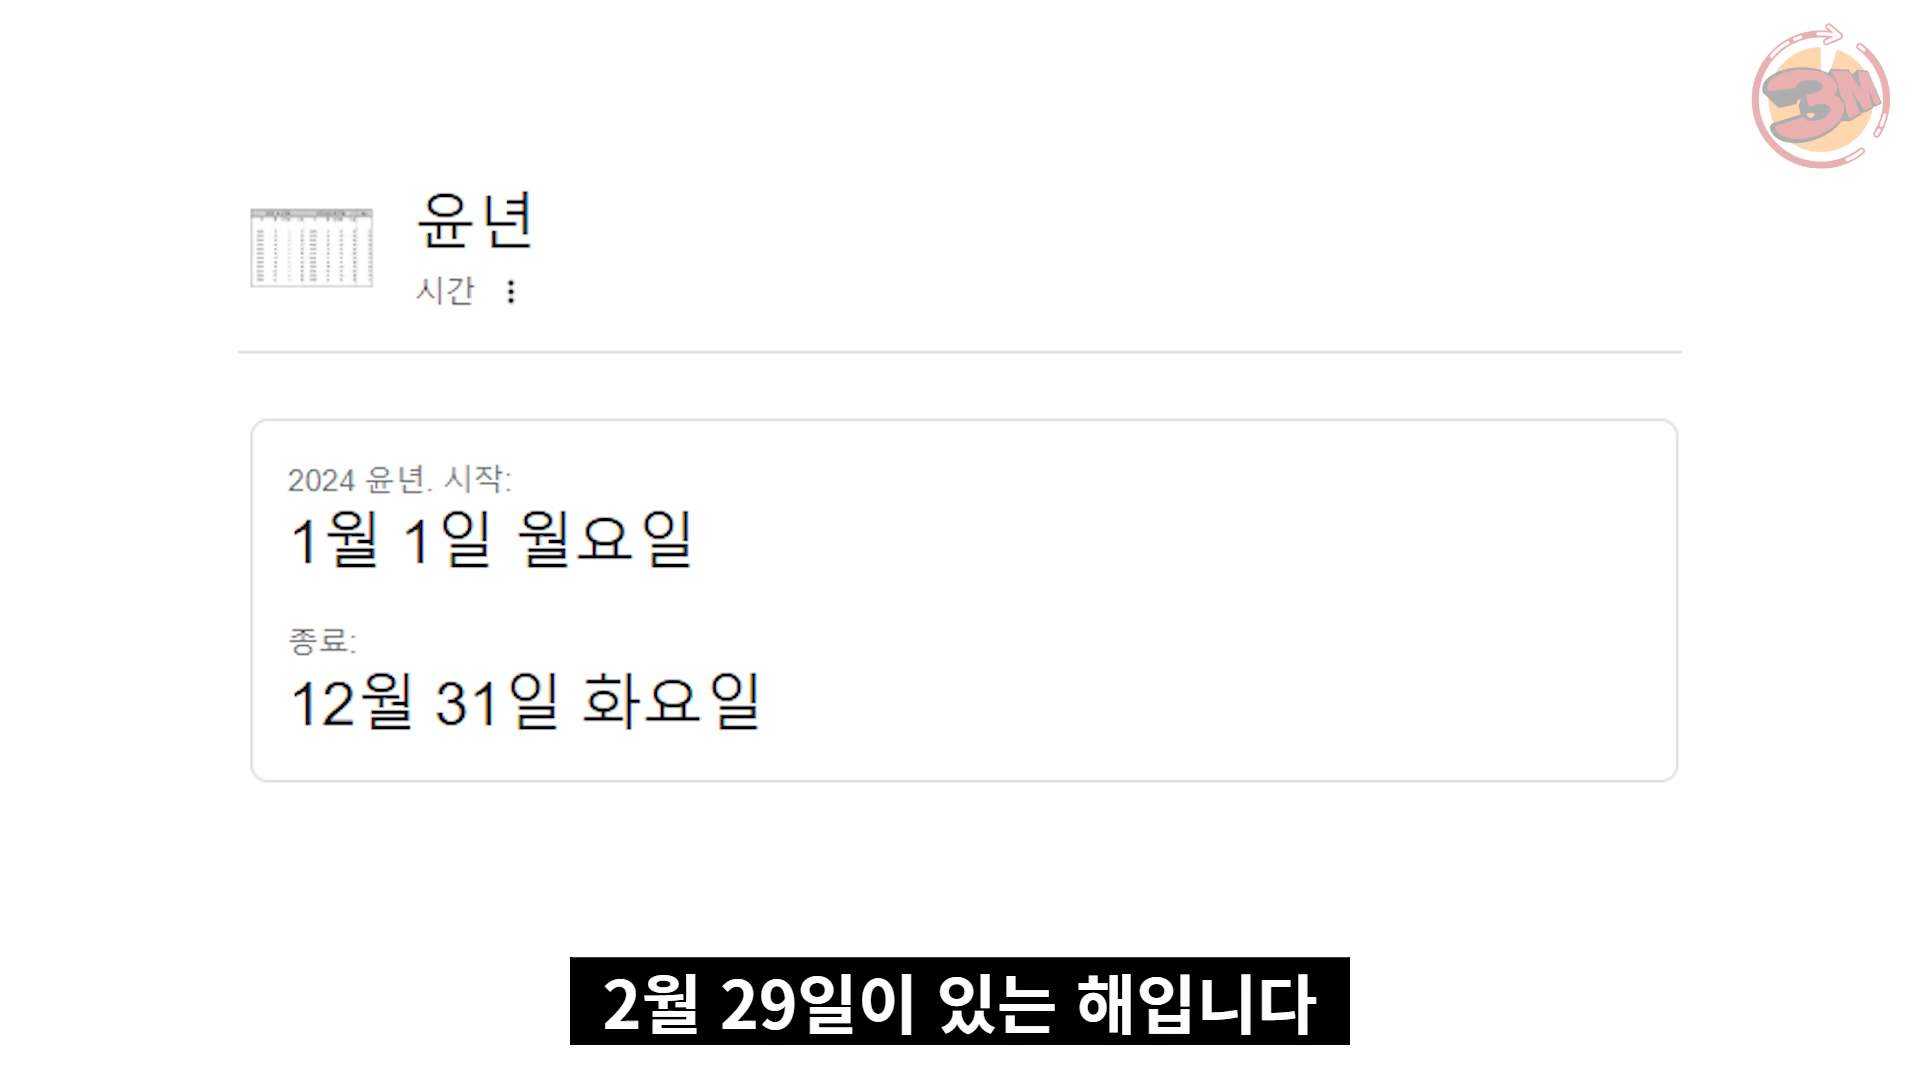 3M
윤년
시간
2024 윤년. 시작:
1월 1일 월요일
종료:
12월 31일 화요일
2월 29일이 있는 해입니다